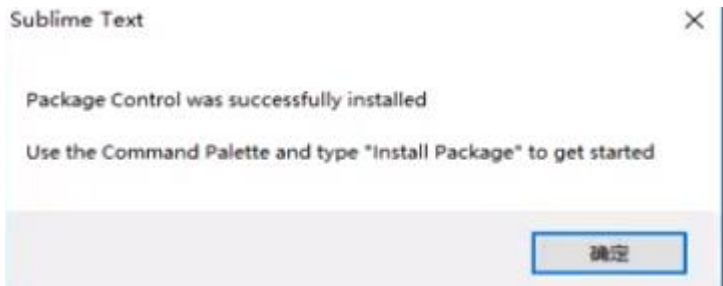 Sublime Text
Package Control was successfully installed
Use the Command Palette and type "Install Package" to get started
确定